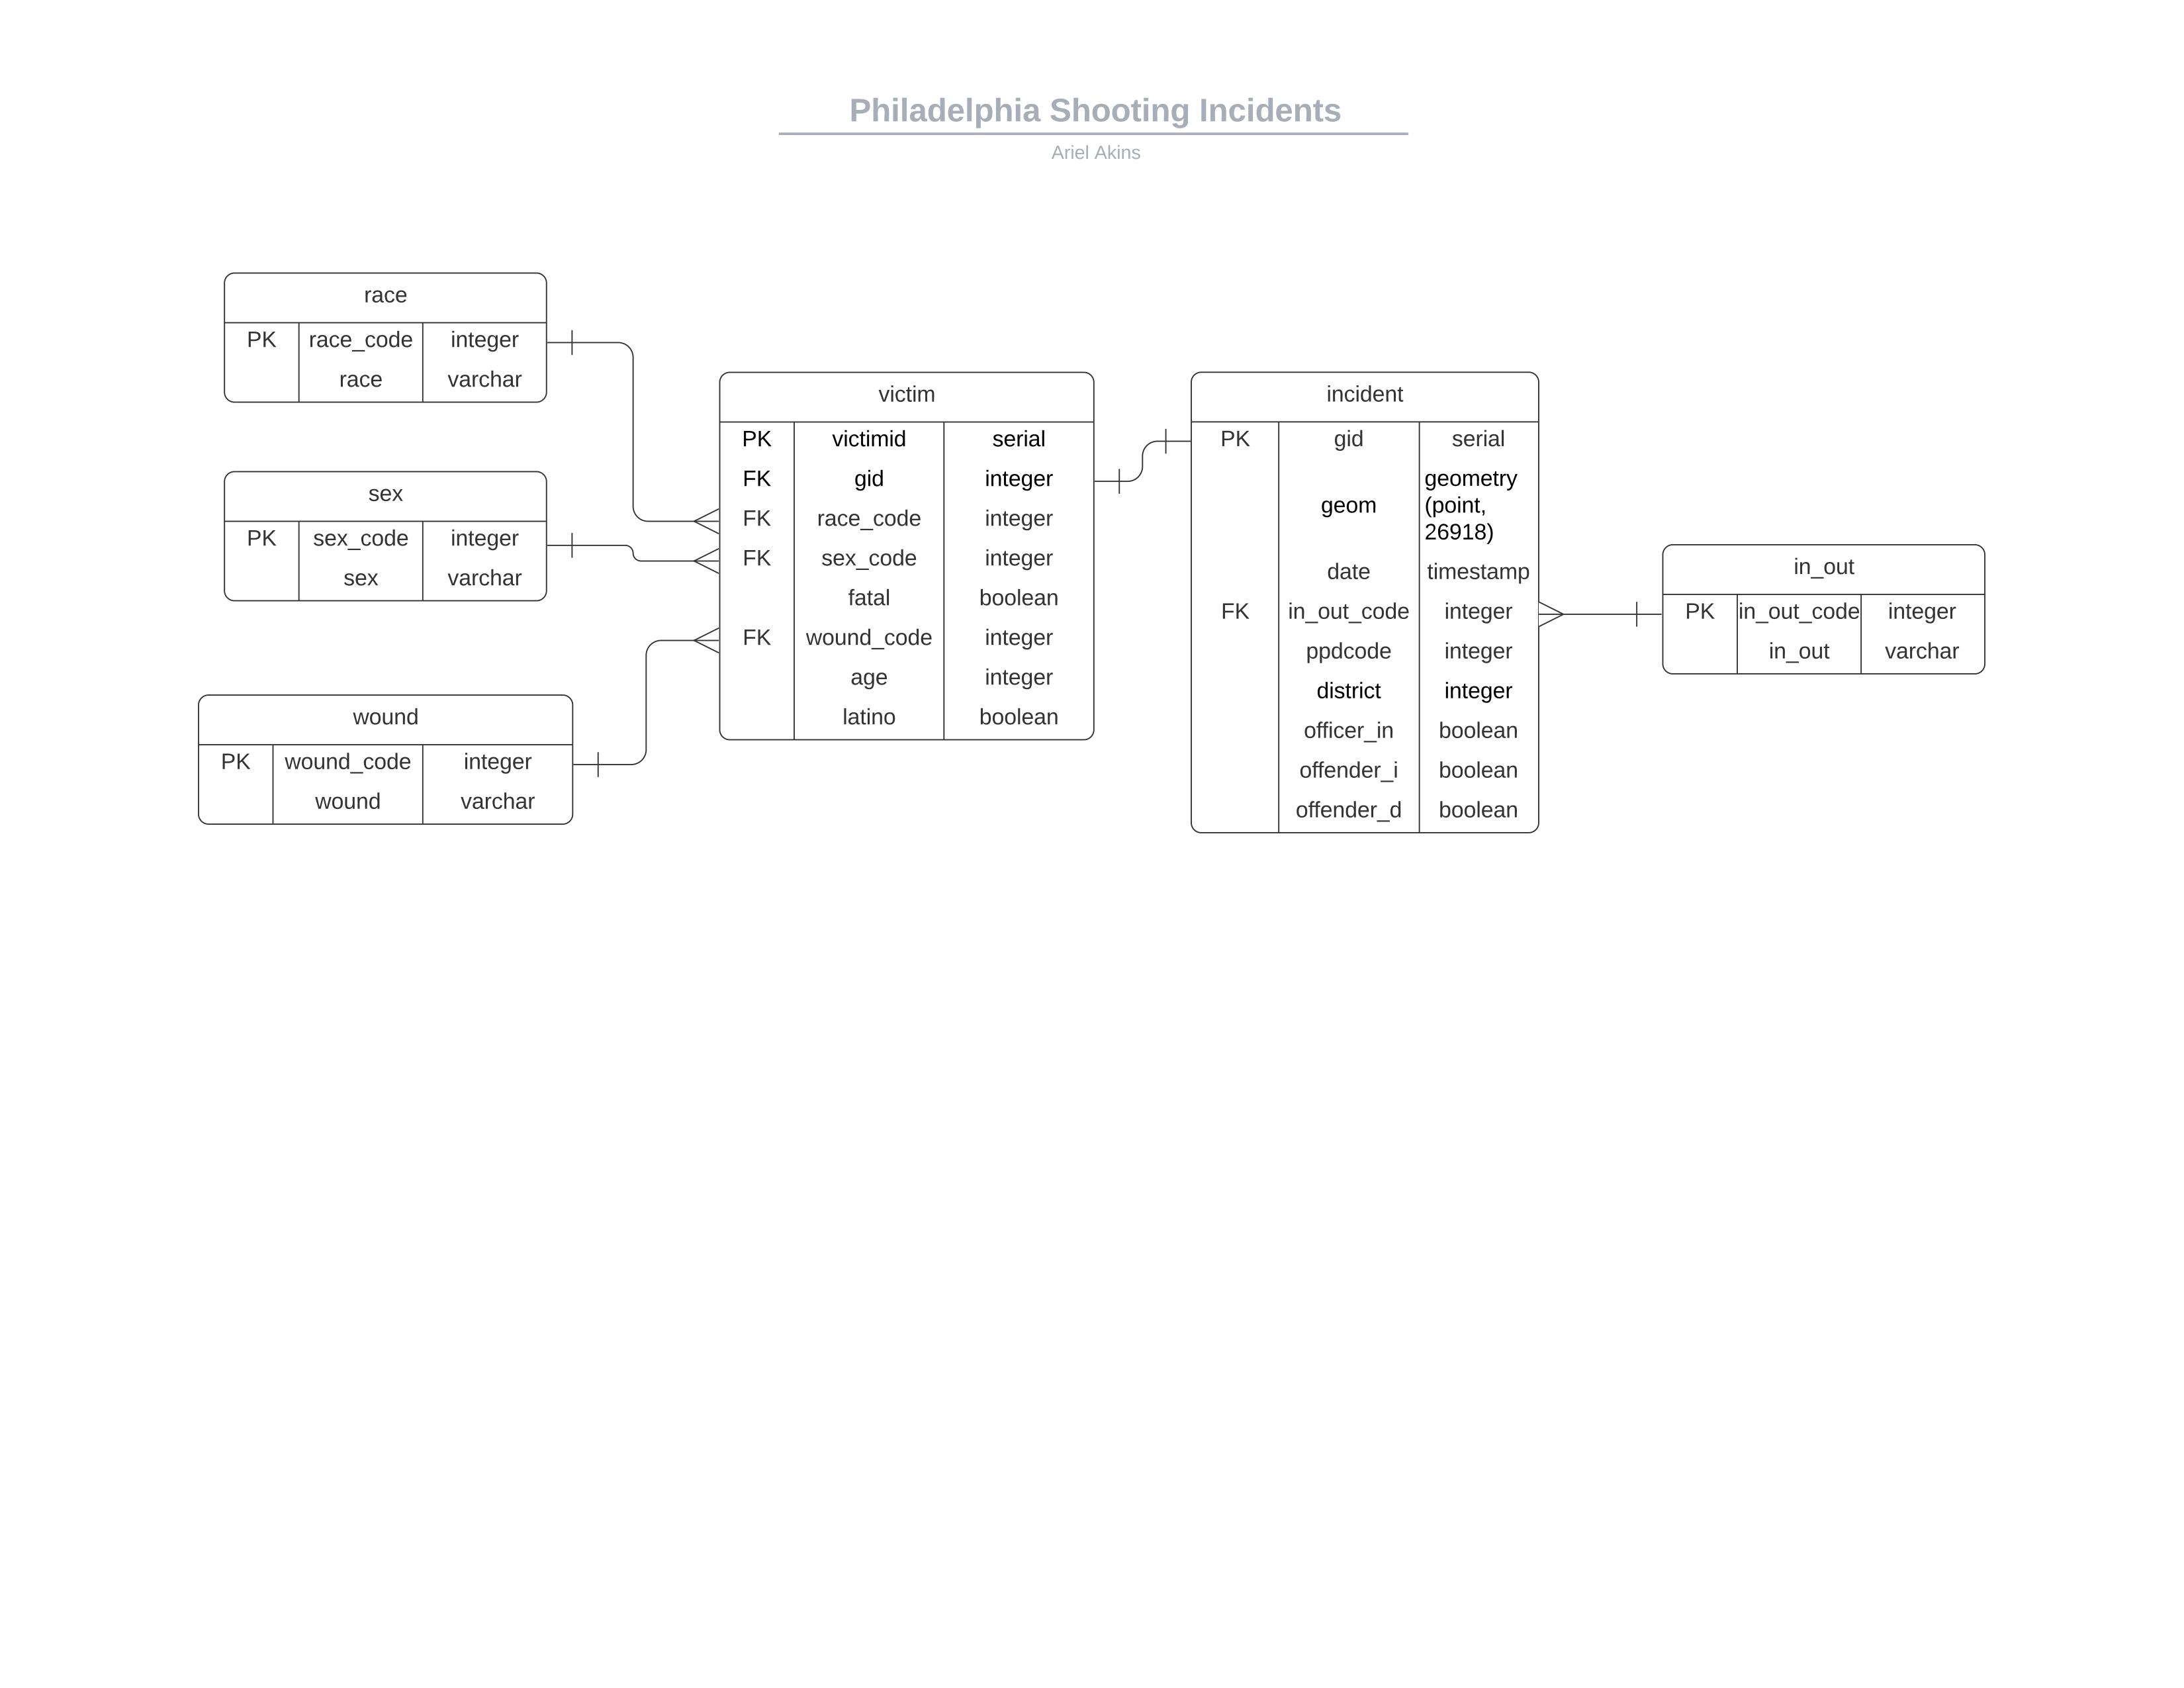 Philadelphia Shooting Incidents
Ariel Akins
race
PK race_code integer
race varchar
sex
PK sex_code integer
sex varchar
wound
PK wound_code integer
wound varchar
victim
PK victimid serial
FK gid integer
FK race_code integer
FK sex_code integer
fatal boolean
FK wound_code integer
age integer
latino boolean
incident
PK gid serial
geom geometry
(point,
26918)
date timestamp
FK in_out_code integer
ppdcode integer
district integer
officer_in boolean
offender_i boolean
offender_d boolean
in_out
PK in_out_code integer
in_out varchar